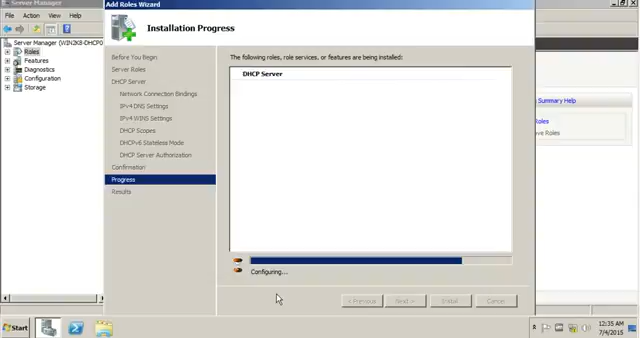 Server Manager
File Action View Help
Server Manager (WIN2K8-DHCP0
Roles
Features
Diagnostics
Configuration
Storage
Add Roles Wizard
Installation Progress
Before You Begin
Server Roles
DHCP Server
Network Connection Bindings
IPv4 DNS Settings
IPv4 WINS Settings
DHCP Scopes
DHCPv6 Stateless Mode
DHCP Server Authorization
Confirmation
Progress
Results
The following roles, role services, or features are being installed:
DHCP Server
Configuring...
< Previous
Next >
Install
Cancel
Summary Help
Roles
ove Roles
Start
12:35 AM
7/4/2015